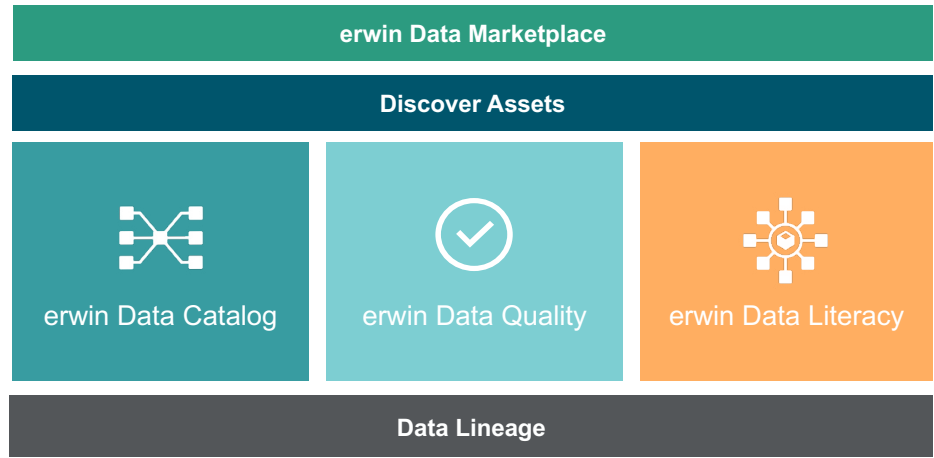 erwin Data Marketplace
Discover Assets
erwin Data Catalog
erwin Data Quality
erwin Data Literacy
Data Lineage